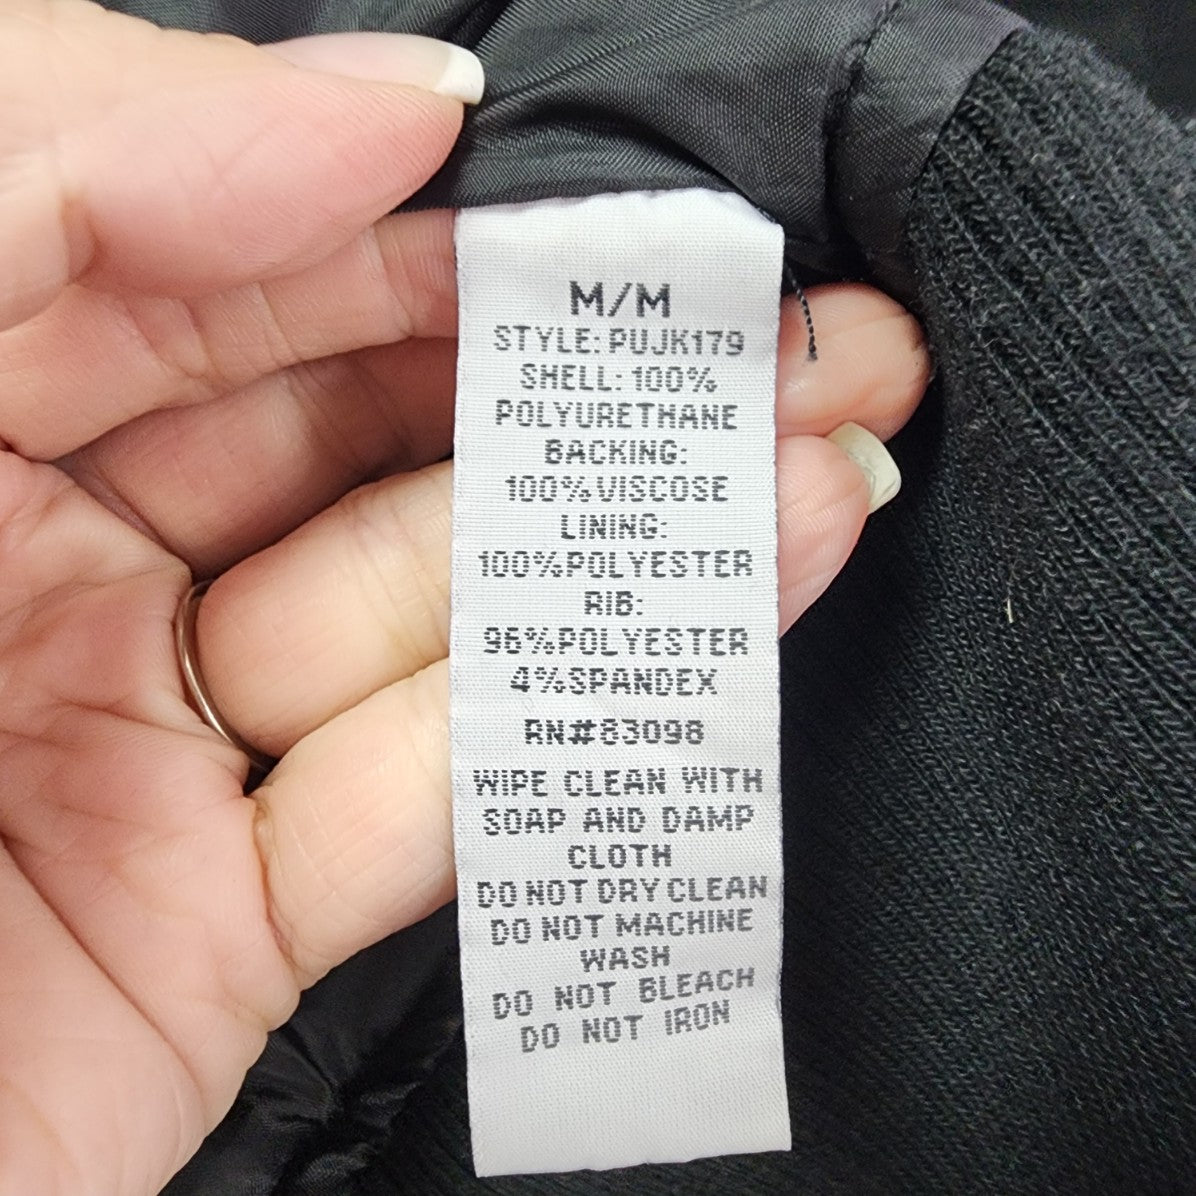 M/M
STYLE: PUJK179
SHELL: 100%
POLYURETHANE
BACKING:
100% VISCOSE
LINING:
100% POLYESTER
RIB:
96% POLYESTER
4% SPANDEX
RN#83098
WIPE CLEAN WITH
SOAP AND DAMP
CLOTH
DO NOT DRY CLEAN
DO NOT MACHINE
WASH
DO NOT BLEACH
DO NOT IRON